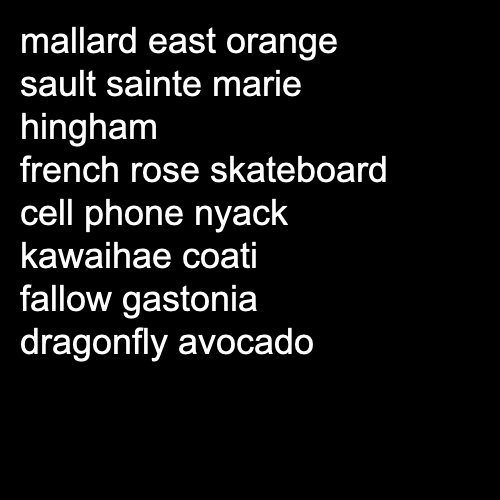 mallard east orange
sault sainte marie
hingham
french rose skateboard
cell phone nyack
kawaihae coati
fallow gastonia
dragonfly avocado